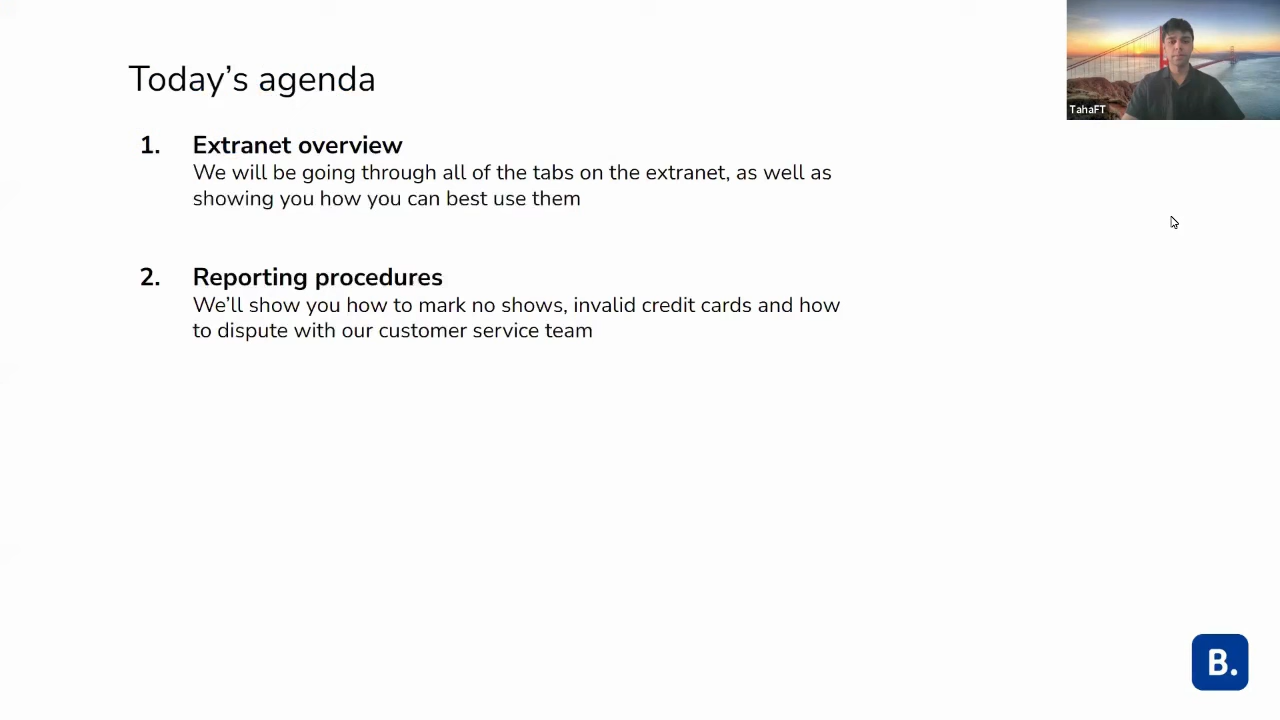 Today's agenda
TahaFT
1. Extranet overview
We will be going through all of the tabs on the extranet, as well as
showing you how you can best use them
2. Reporting procedures
We'll show you how to mark no shows, invalid credit cards and how
to dispute with our customer service team
B.